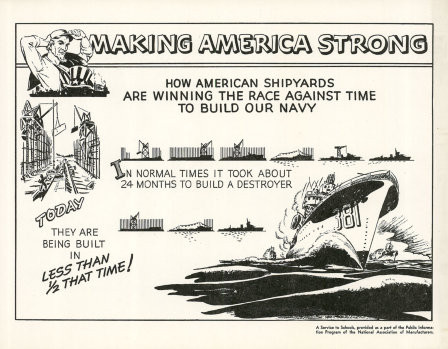 MAKING AMERICA STRONG
HOW AMERICAN SHIPYARDS
ARE WINNING THE RACE AGAINST TIME
TO BUILD OUR NAVY
IN NORMAL TIMES IT TOOK ABOUT
24 MONTHS TO BUILD A DESTROYER
TODAY
THEY ARE
BEING BUILT
IN
LESS THAN
½ THAT TIME!
381
A Service to Schools, provided as a part of the Public Informa-
tion Program of the National Association of Manufacturers.